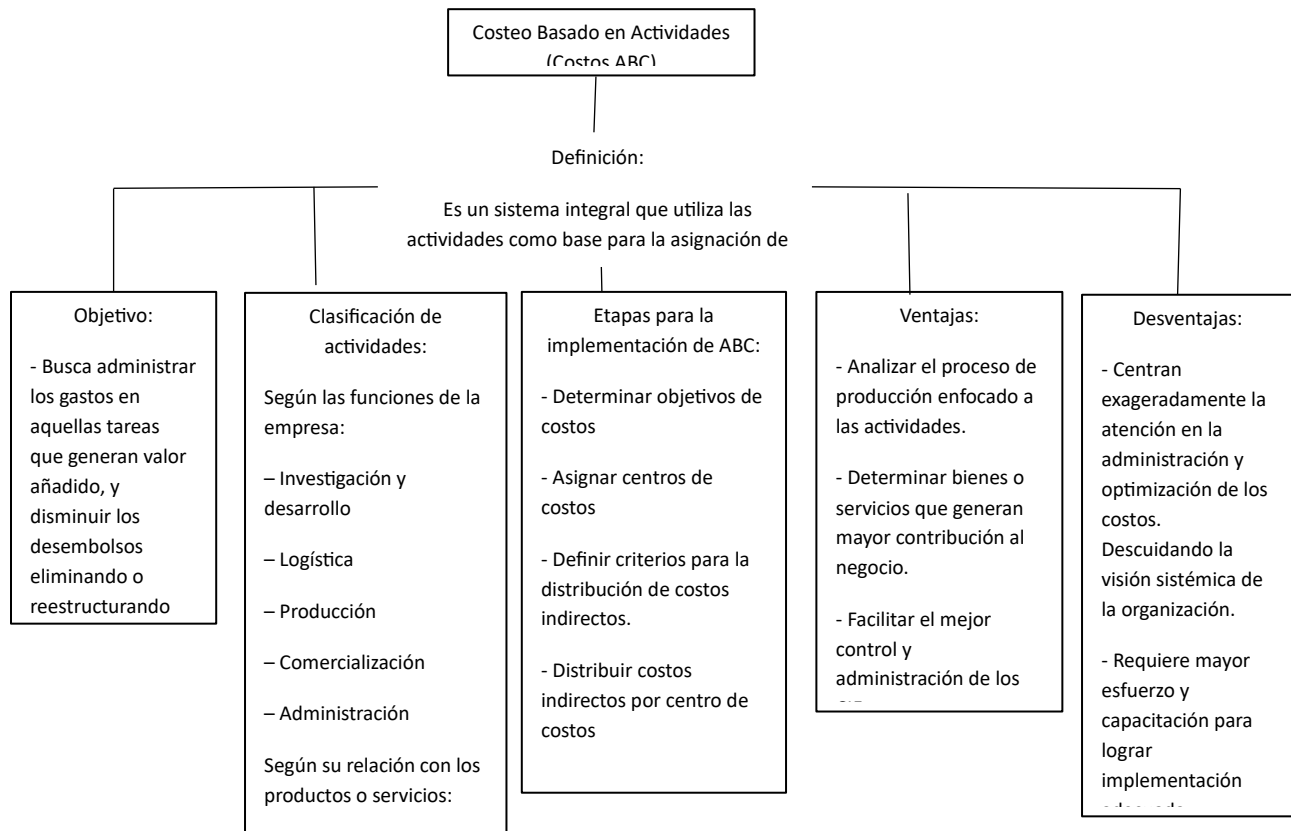 Costeo Basado en Actividades
(Costos ABC)
Definición:
Es un sistema integral que utiliza las
actividades como base para la asignación de
Objetivo:
- Busca administrar
los gastos en
aquellas tareas
que generan valor
añadido, y
disminuir los
desembolsos
eliminando o
reestructurando
Clasificación de
actividades:
Según las funciones de la
empresa:
– Investigación y
desarrollo
– Logística
– Producción
– Comercialización
– Administración
Según su relación con los
productos o servicios:
Etapas para la
implementación de ABC:
- Determinar objetivos de
costos
- Asignar centros de
costos
- Definir criterios para la
distribución de costos
indirectos.
- Distribuir costos
indirectos por centro de
costos
Ventajas:
- Analizar el proceso de
producción enfocado a
las actividades.
- Determinar bienes o
servicios que generan
mayor contribución al
negocio.
- Facilitar el mejor
control y
administración de los
Desventajas:
- Centran
exageradamente la
atención en la
administración y
optimización de los
costos.
Descuidando la
visión sistémica de
la organización.
- Requiere mayor
esfuerzo y
capacitación para
lograr
implementación